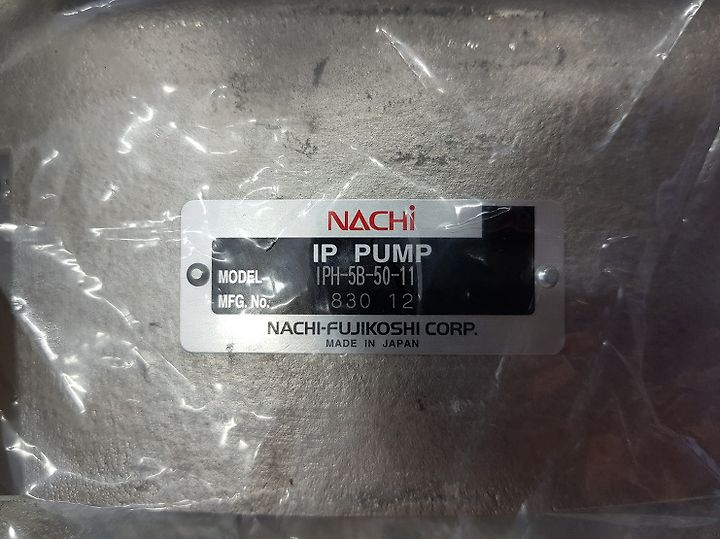 NACHi
IP PUMP
MODEL IPH-5B-50-11
MFG. No. 830 12
NACHI-FUJIKOSHI CORP.
MADE IN JAPAN